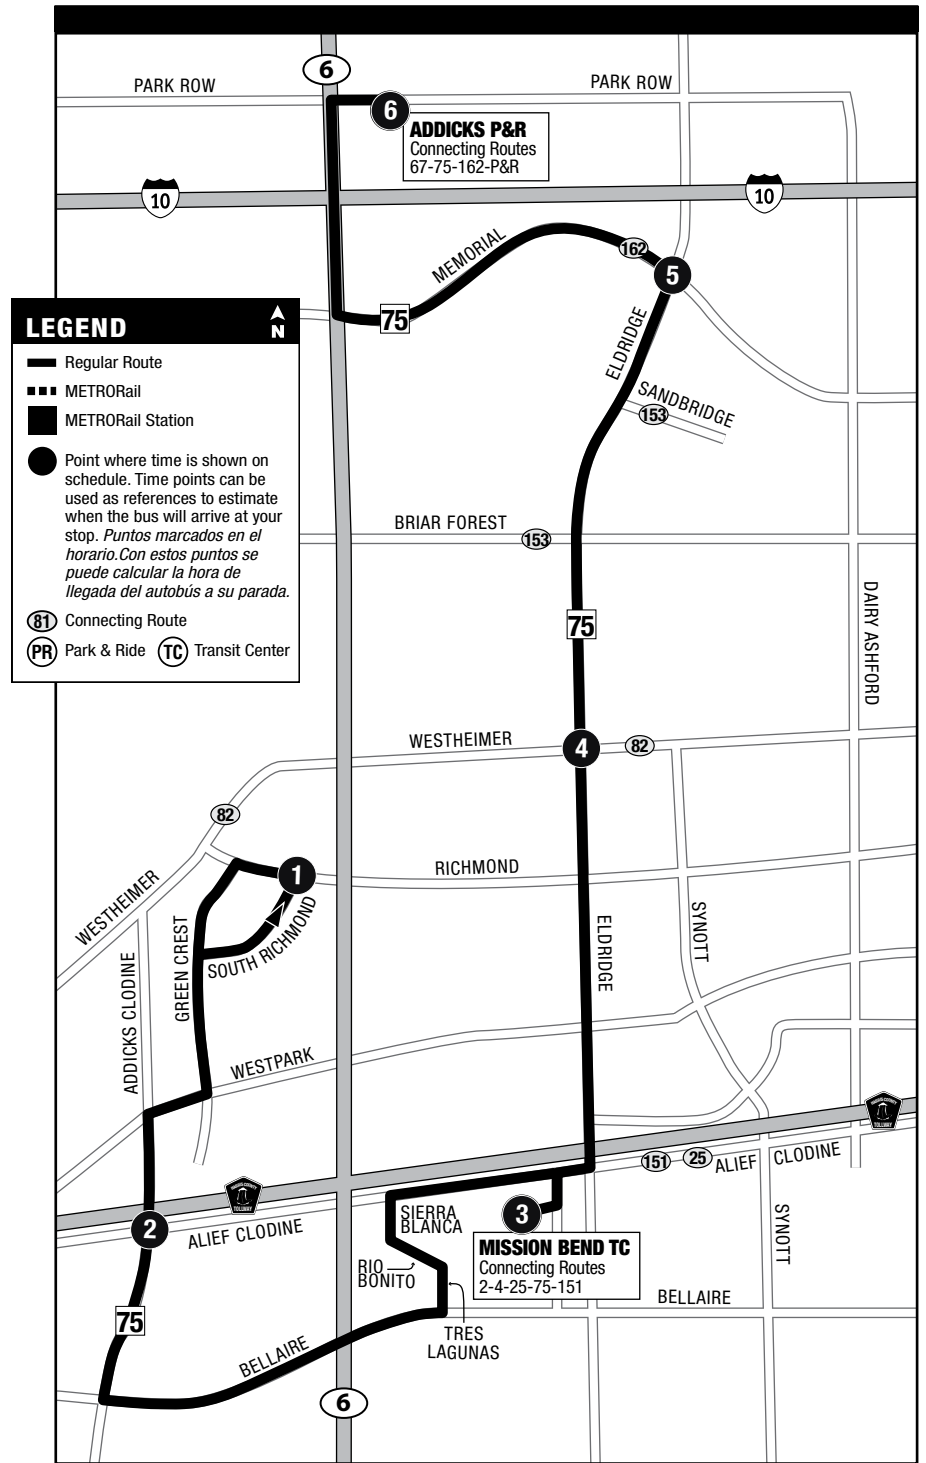 6
PARK ROW
PARK ROW
6
ADDICKS P&R
Connecting Routes
67-75-162-P&R
10
10
MEMORIAL
162
5
75
LEGEND
N
Regular Route
METRORail
METRORail Station
Point where time is shown on
schedule. Time points can be
used as references to estimate
when the bus will arrive at your
stop. Puntos marcados en el
horario.Con estos puntos se
puede calcular la hora de
llegada del autobús a su parada.
81 Connecting Route
PR Park & Ride TC Transit Center
ELDRIDGE
SANDBRIDGE
153
BRIAR FOREST
153
75
DAIRY ASHFORD
WESTHEIMER
4
82
82
1
RICHMOND
WESTHEIMER
GREEN CREST
SOUTH RICHMOND
ADDICKS CLODINE
ELDRIDGE
SYNOTT
WESTPARK
151
25
ALIEF CLODINE
2
ALIEF CLODINE
SIERRA
BLANCA
3
MISSION BEND TC
Connecting Routes
2-4-25-75-151
SYNOTT
RIO
BONITO
BELLAIRE
75
TRES
LAGUNAS
BELLAIRE
6